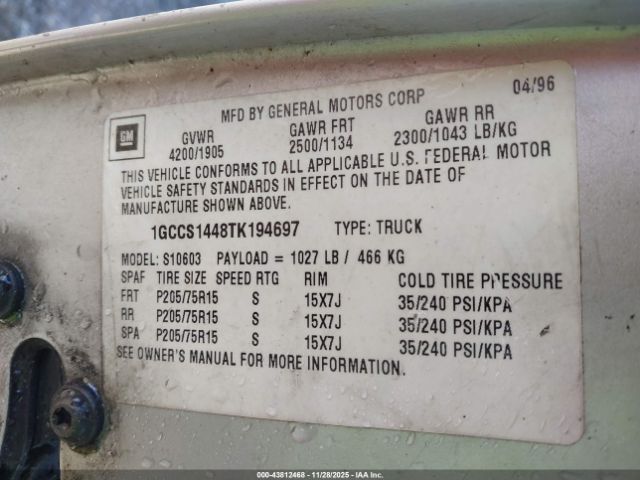 GM
MFD BY GENERAL MOTORS CORP 04/96
GVWR GAWR FRT GAWR RR
4200/1905 2500/1134 2300/1043 LB/KG
THIS VEHICLE CONFORMS TO ALL APPLICABLE U.S. FEDERAL MOTOR
VEHICLE SAFETY STANDARDS IN EFFECT ON THE DATE OF
MANUFACTURE SHOWN ABOVE.
1GCCS1448TK194697 TYPE: TRUCK
MODEL: S10603 PAYLOAD = 1027 LB / 466 KG
SPAF TIRE SIZE SPEED RTG RIM COLD TIRE PRESSURE
FRT P205/75R15 S 15X7J 35/240 PSI/KPA
RR P205/75R15 S 15X7J 35/240 PSI/KPA
SPA P205/75R15 S 15X7J 35/240 PSI/KPA
SEE OWNER'S MANUAL FOR MORE INFORMATION.
000-43812468 - 11/28/2025 - IAAI.COM